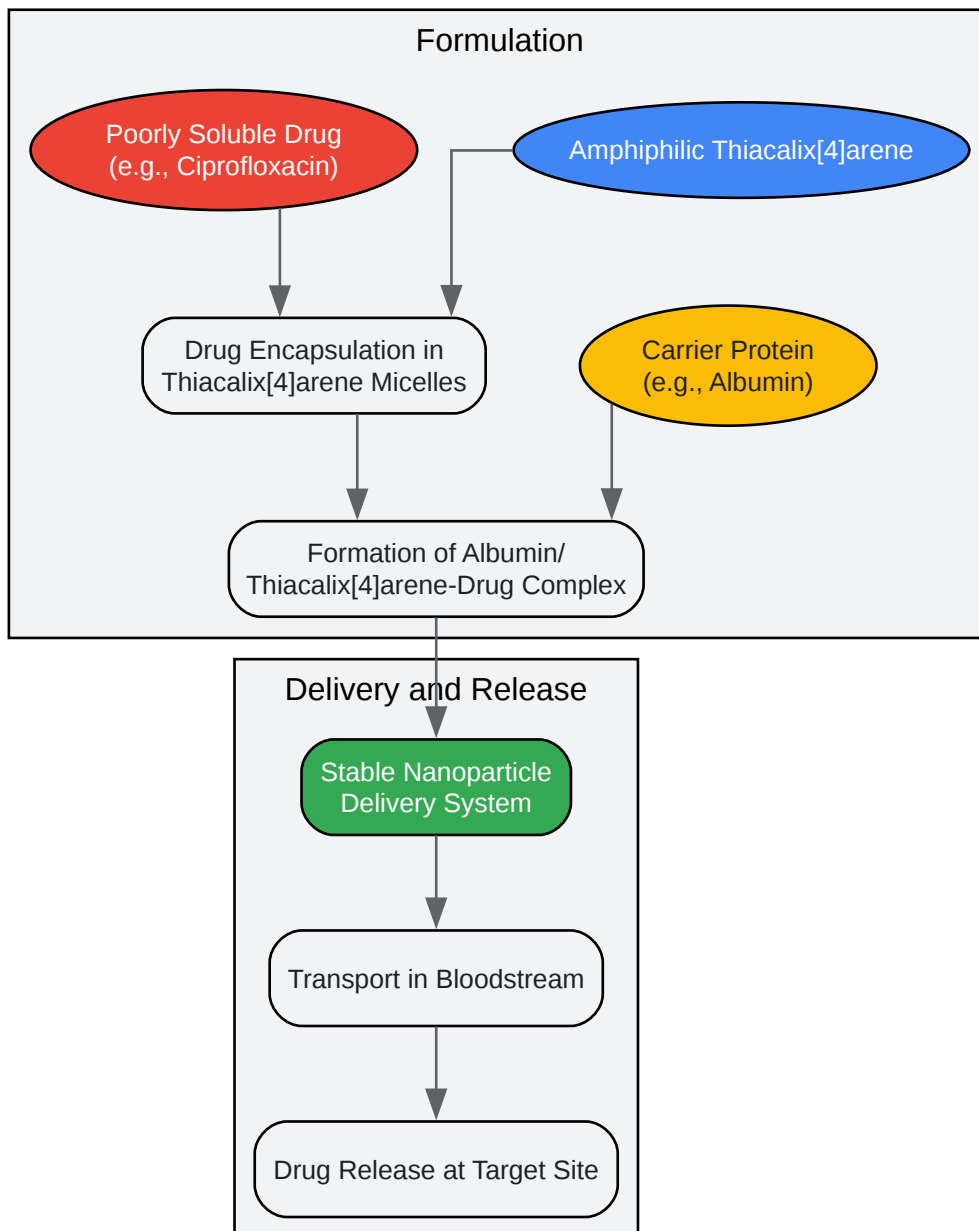 Formulation
Poorly Soluble Drug
(e.g., Ciprofloxacin)
Amphiphilic Thiacalix[4]arene
Drug Encapsulation in
Thiacalix[4]arene Micelles
Carrier Protein
(e.g., Albumin)
Formation of Albumin/
Thiacalix[4]arene-Drug Complex
Delivery and Release
Stable Nanoparticle
Delivery System
Transport in Bloodstream
Drug Release at Target Site